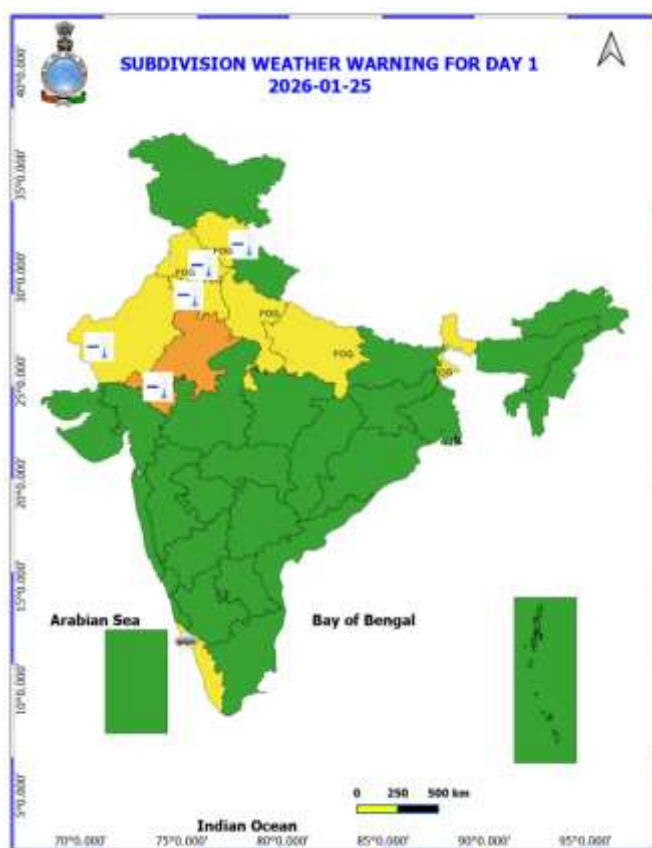 SUBDIVISION WEATHER WARNING FOR DAY 1
2026-01-25
40°0.000'
35°0.000'
30°0.000'
25°0.000'
20°0.000'
15°0.000'
10°0.000'
5°0.000'
FOG
FOG
FOG
FOG
Arabian Sea
Bay of Bengal
0 250 500 km
Indian Ocean
70°0.000' 75°0.000' 80°0.000' 85°0.000' 90°0.000' 95°0.000'